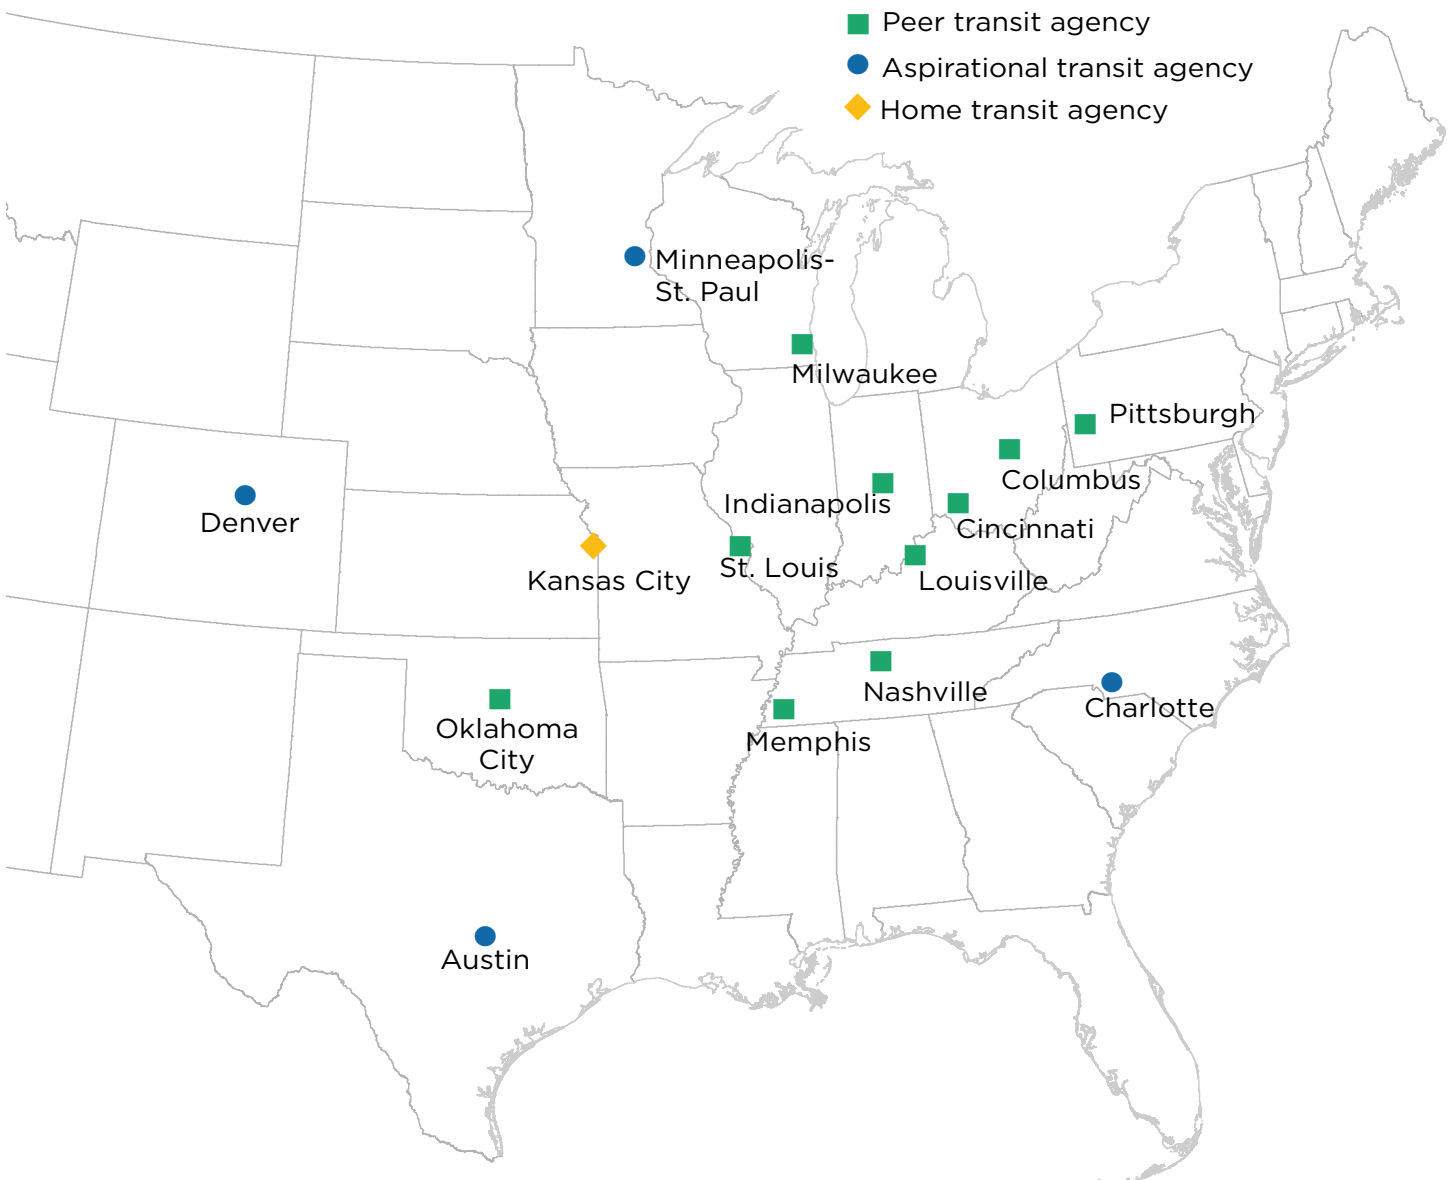 Peer transit agency
Aspirational transit agency
Home transit agency
Minneapolis-
St. Paul
Milwaukee
Pittsburgh
Columbus
Indianapolis
Denver
Cincinnati
St. Louis
Kansas City
Louisville
Nashville
Charlotte
Oklahoma
City
Memphis
Austin